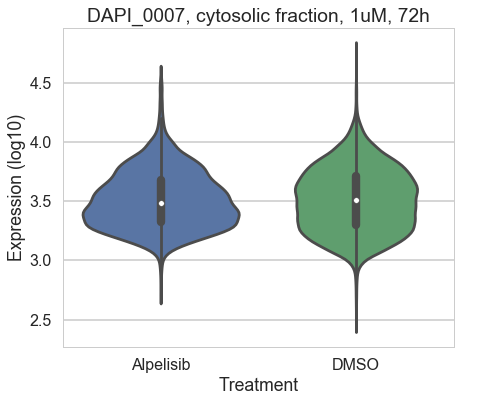 DAPI_0007, cytosolic fraction, 1uM, 72h
Expression (log10)
4.5
4.0
3.5
3.0
2.5
Alpelisib DMSO
Treatment